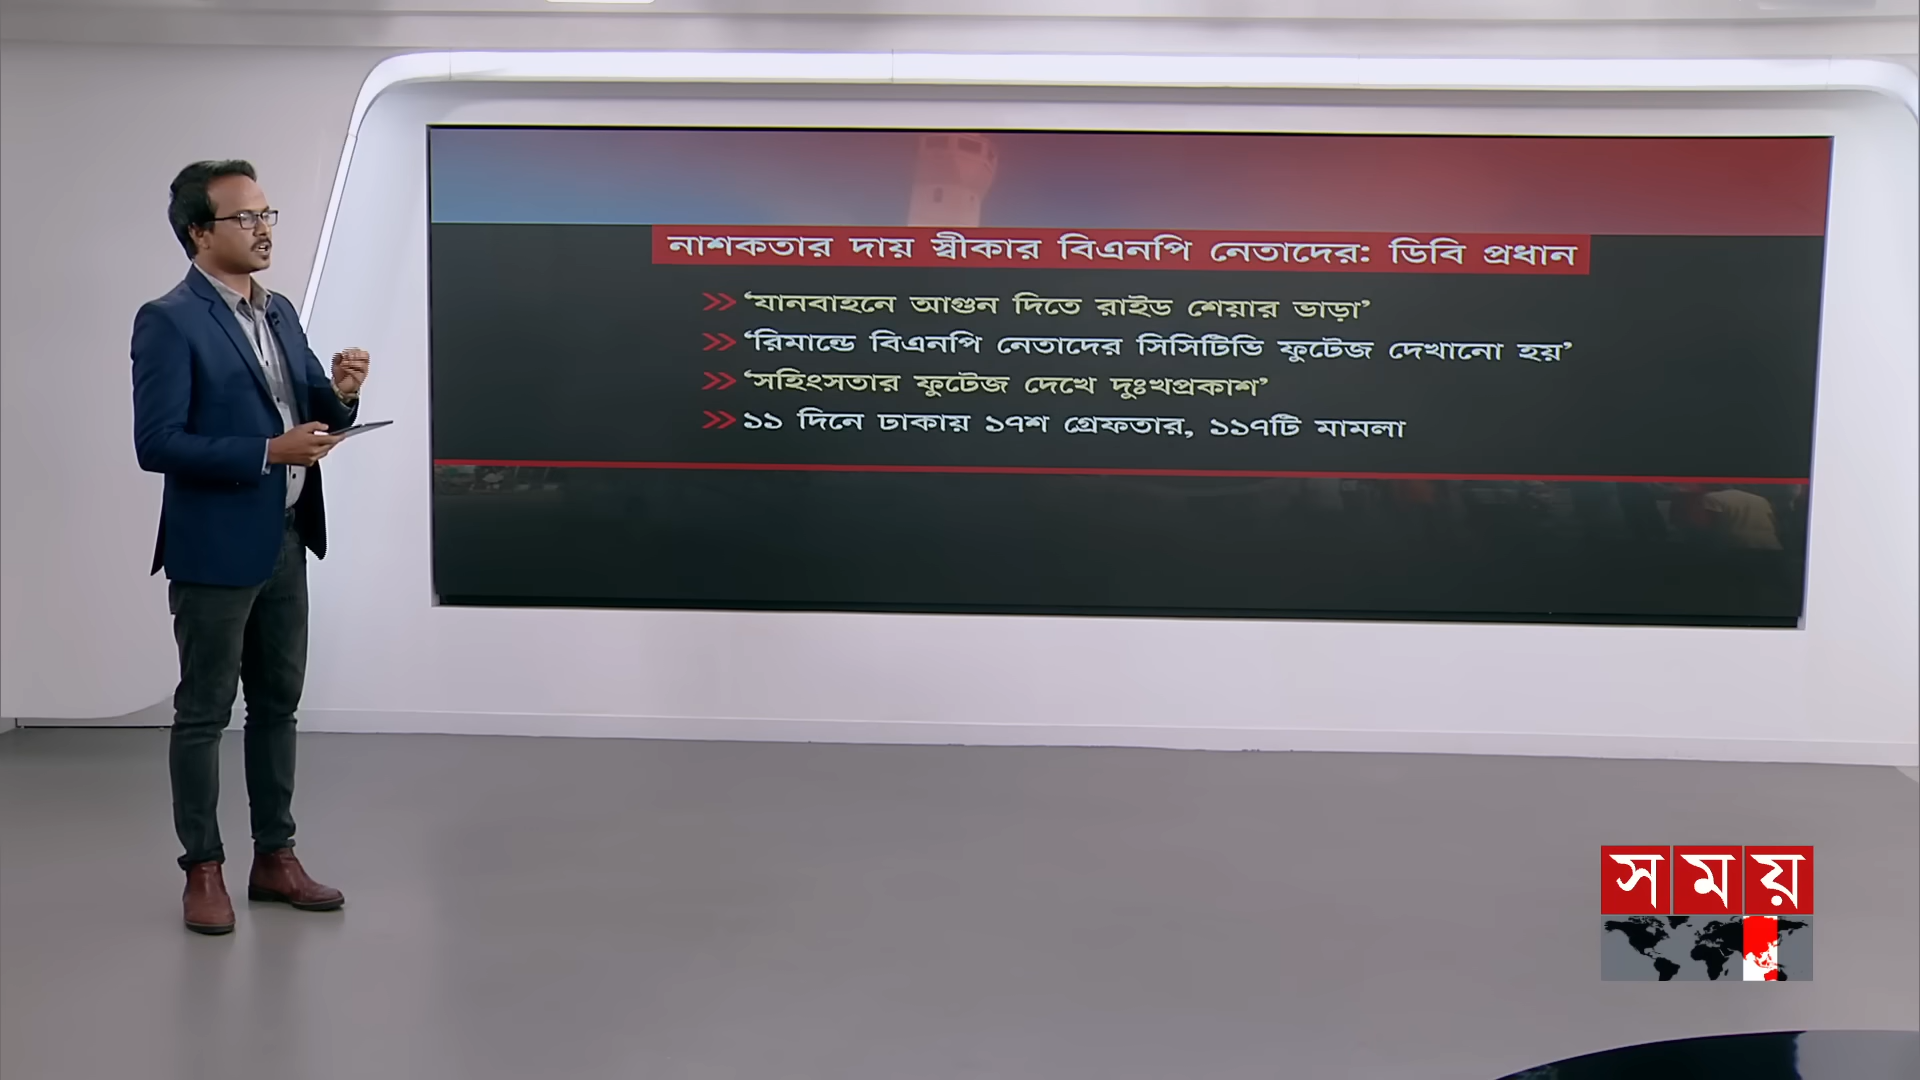 নাশকতার দায় স্বীকার বিএনপি নেতাদের: ডিবি প্রধান
>> ‘যানবাহনে আগুন দিতে রাইড শেয়ার ভাড়া’
>> ‘রিমান্ডে বিএনপি নেতাদের সিসিটিভি ফুটেজ দেখানো হয়’
>> ‘সহিংসতার ফুটেজ দেখে দুঃখপ্রকাশ’
>> ১১ দিনে ঢাকায় ১৭শ গ্রেফতার, ১১৭টি মামলা
সময়